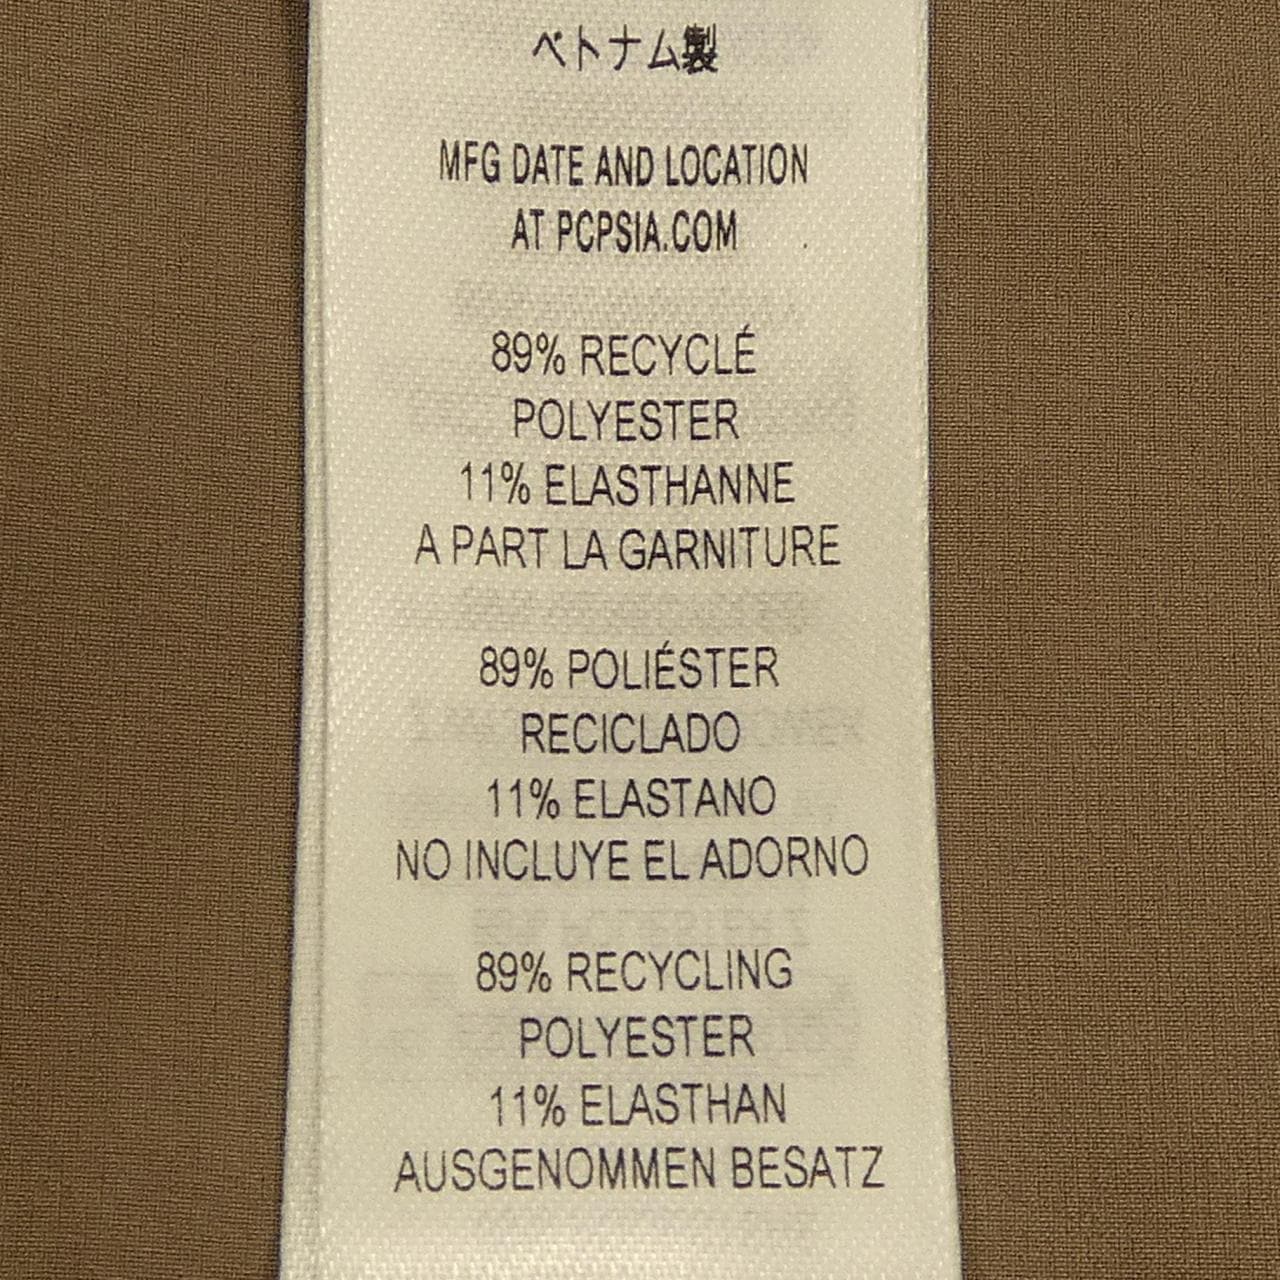 ベトナム製
MFG DATE AND LOCATION
AT PCPSIA.COM
89% RECYCLÉ
POLYESTER
11% ELASTHANNE
A PART LA GARNITURE
89% POLIÉSTER
RECICLADO
11% ELASTANO
NO INCLUYE EL ADORNO
89% RECYCLING
POLYESTER
11% ELASTHAN
AUSGENOMMEN BESATZ